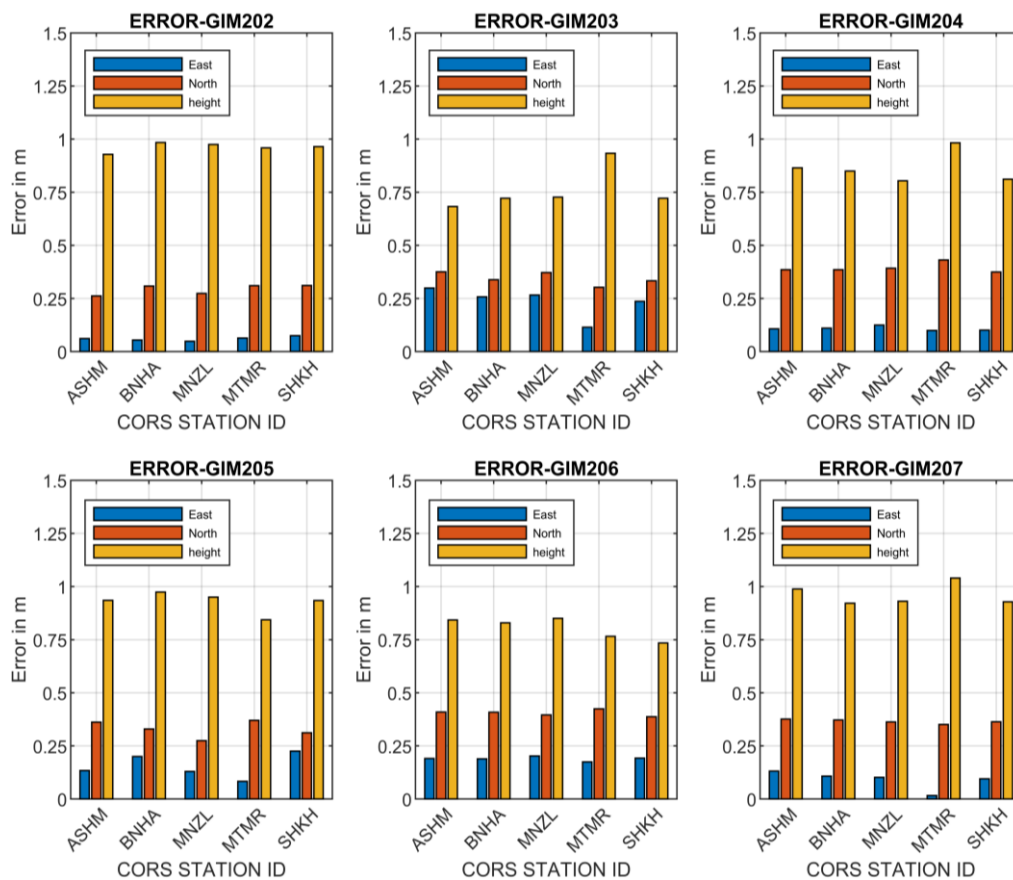 ERROR-GIM202
1.5
1.25
1
0.75
0.5
0.25
0
Error in m
East
North
height
ASHM
BNHA
MNZL
MTMR
SHKH
CORS STATION ID
ERROR-GIM203
1.5
1.25
1
0.75
0.5
0.25
0
Error in m
East
North
height
ASHM
BNHA
MNZL
MTMR
SHKH
CORS STATION ID
ERROR-GIM204
1.5
1.25
1
0.75
0.5
0.25
0
Error in m
East
North
height
ASHM
BNHA
MNZL
MTMR
SHKH
CORS STATION ID
ERROR-GIM205
1.5
1.25
1
0.75
0.5
0.25
0
Error in m
East
North
height
ASHM
BNHA
MNZL
MTMR
SHKH
CORS STATION ID
ERROR-GIM206
1.5
1.25
1
0.75
0.5
0.25
0
Error in m
East
North
height
ASHM
BNHA
MNZL
MTMR
SHKH
CORS STATION ID
ERROR-GIM207
1.5
1.25
1
0.75
0.5
0.25
0
Error in m
East
North
height
ASHM
BNHA
MNZL
MTMR
SHKH
CORS STATION ID